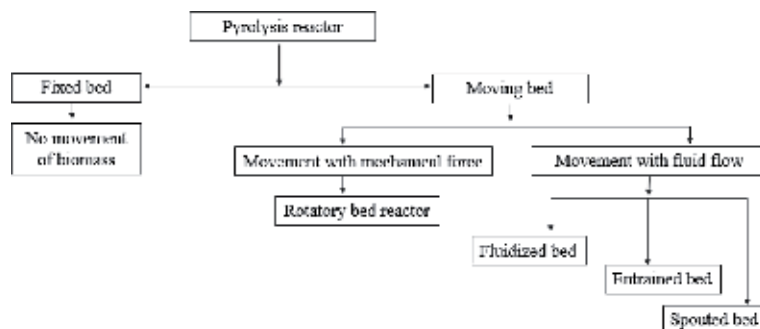 Pyrolysis reactor
Fixed bed
Moving bed
No movement
of biomass
Movement with mechanical force
Movement with fluid flow
Rotatory bed reactor
Fluidized bed
Entrained bed
Spouted bed